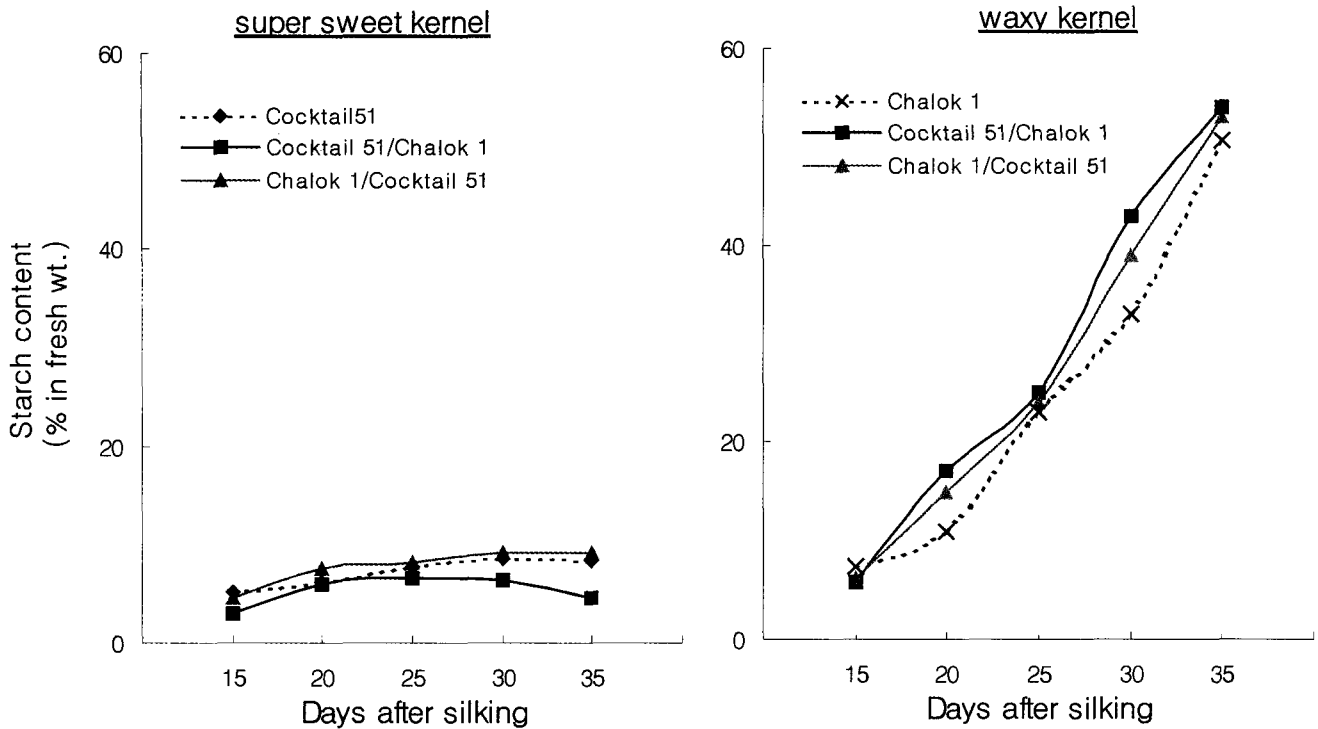 super sweet kernel
60
40
20
0
Starch content
(% in fresh wt.)
Cocktail51
Cocktail 51/Chalok 1
Chalok 1/Cocktail 51
15 20 25 30 35
Days after silking
waxy kernel
60
40
20
0
Chalok 1
Cocktail 51/Chalok 1
Chalok 1/Cocktail 51
15 20 25 30 35
Days after silking